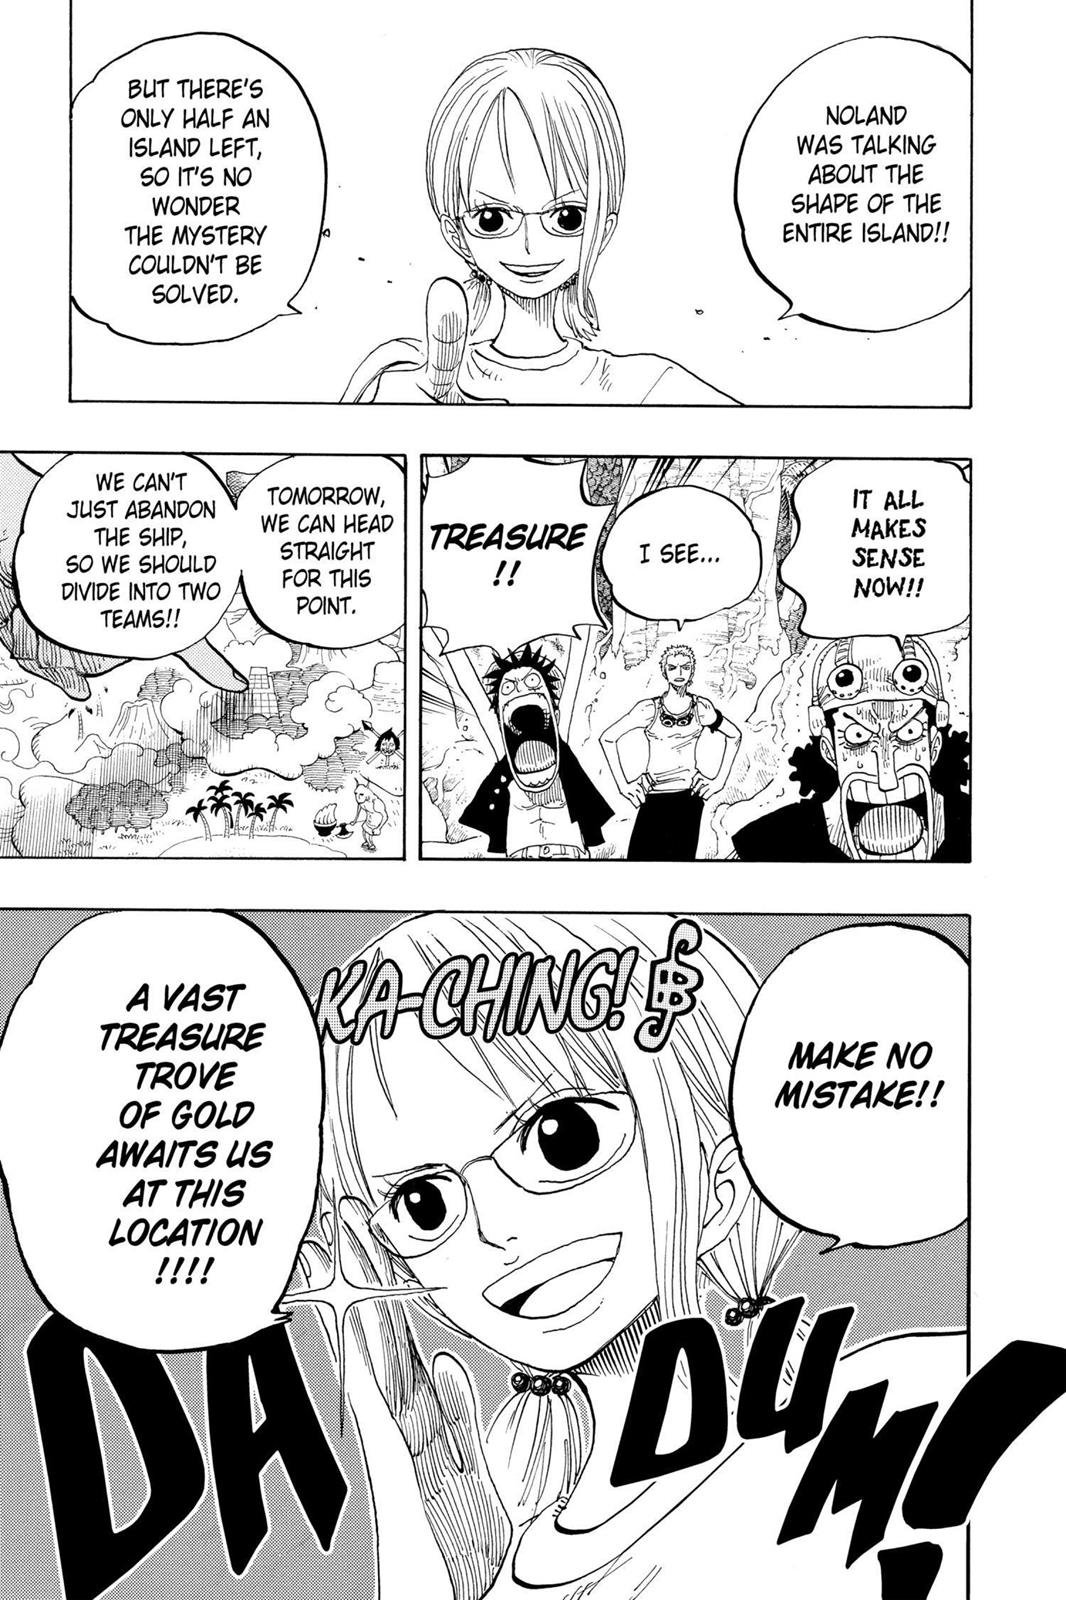 NOLAND
WAS TALKING
ABOUT THE
SHAPE OF THE
ENTIRE ISLAND!!
BUT THERE'S
ONLY HALF AN
ISLAND LEFT,
SO IT'S NO
WONDER
THE MYSTERY
COULDN'T BE
SOLVED.
IT ALL
MAKES
SENSE
NOW!!
I SEE...
TREASURE
!!
TOMORROW,
WE CAN HEAD
STRAIGHT
FOR THIS
POINT.
WE CAN'T
JUST ABANDON
THE SHIP,
SO WE SHOULD
DIVIDE INTO TWO
TEAMS!!
MAKE NO
MISTAKE!!
KA-CHING!
A VAST
TREASURE
TROVE
OF GOLD
AWAITS US
AT THIS
LOCATION
!!!!
DA
DUM!